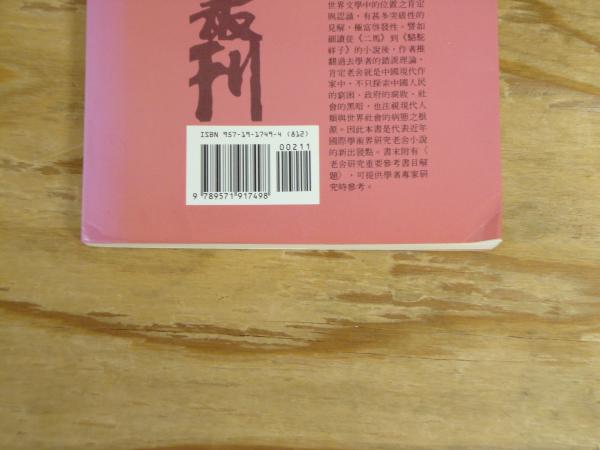 世界文學中的位置之肯定
與認識，有甚多突破性的
見解，極富啓發性。譬如
細讀從《二馬》到《駱駝
祥子》的小說後，作者推
翻過去學者的錯誤理論，
肯定老舍就是中國現代作
家中，不只探索中國人民
的窮困、政府的腐敗、社
會的黑暗，也注視現代人
類與世界社會的病態之根
源。因此本書是代表近年
國際學術界研究老舍小說
的新出發點。書末附有〈
老舍研究重要參考書目解
題〉，可提供學者專家研
究時參考。
叢刊
ISBN 957-19-1749-4 (812)
00211
9 789571 917498